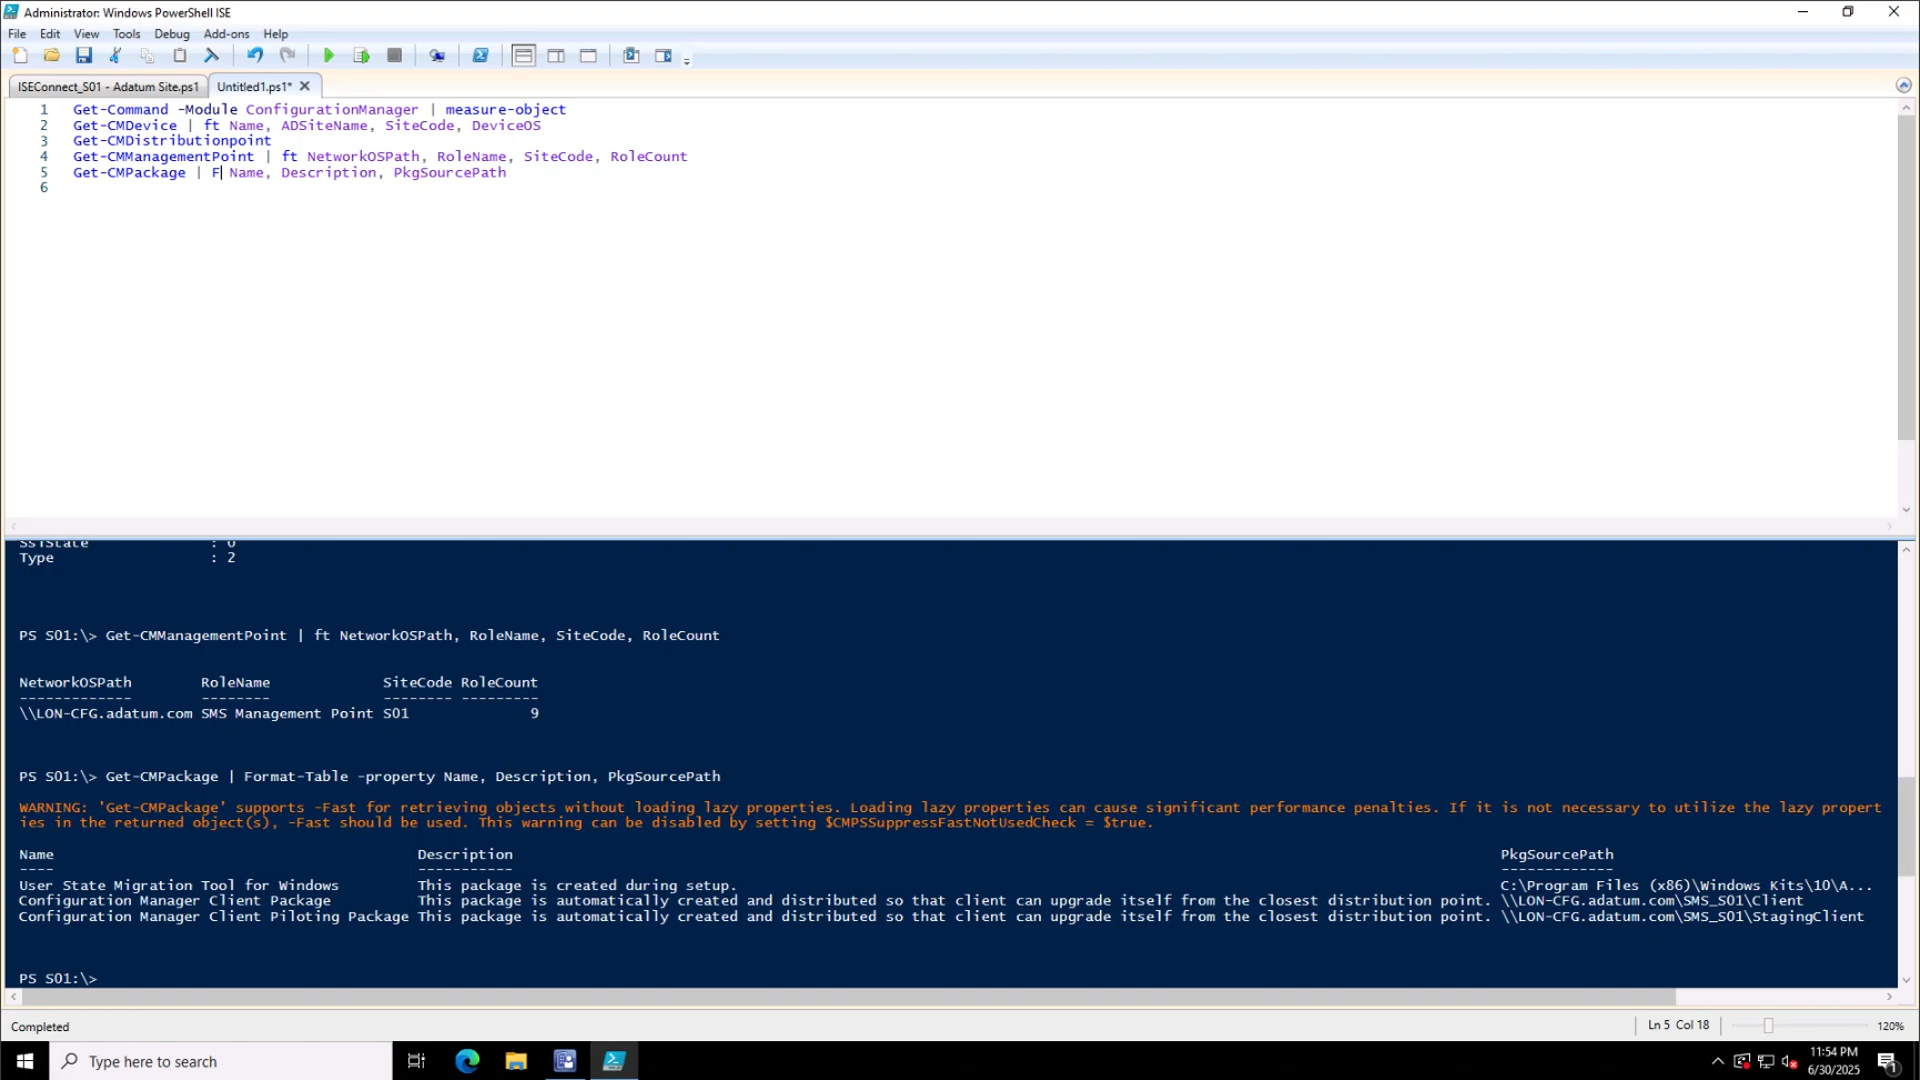 Administrator: Windows PowerShell ISE
File Edit View Tools Debug Add-ons Help
ISEConnect_S01 - Adatum Site.ps1 Untitled1.ps1*
1 Get-Command -Module ConfigurationManager | measure-object
2 Get-CMDevice | ft Name, ADSiteName, SiteCode, DeviceOS
3 Get-CMDistributionpoint
4 Get-CMManagementPoint | ft NetworkOSPath, RoleName, SiteCode, RoleCount
5 Get-CMPackage | F Name, Description, PkgSourcePath
6
SslState : 0
Type : 2
PS S01:\> Get-CMManagementPoint | ft NetworkOSPath, RoleName, SiteCode, RoleCount
NetworkOSPath RoleName SiteCode RoleCount
------------- -------- -------- ---------
\\LON-CFG.adatum.com SMS Management Point S01 9
PS S01:\> Get-CMPackage | Format-Table -property Name, Description, PkgSourcePath
WARNING: 'Get-CMPackage' supports -Fast for retrieving objects without loading lazy properties. Loading lazy properties can cause significant performance penalties. If it is not necessary to utilize the lazy propert
ies in the returned object(s), -Fast should be used. This warning can be disabled by setting $CMPSSuppressFastNotUsedCheck = $true.
Name Description PkgSourcePath
---- ----------- -------------
User State Migration Tool for Windows This package is created during setup. C:\Program Files (x86)\Windows Kits\10\A...
Configuration Manager Client Package This package is automatically created and distributed so that client can upgrade itself from the closest distribution point. \\LON-CFG.adatum.com\SMS_S01\Client
Configuration Manager Client Piloting Package This package is automatically created and distributed so that client can upgrade itself from the closest distribution point. \\LON-CFG.adatum.com\SMS_S01\StagingClient
PS S01:\>
Completed Ln 5 Col 18 120%
Type here to search 11:54 PM
6/30/2025 1